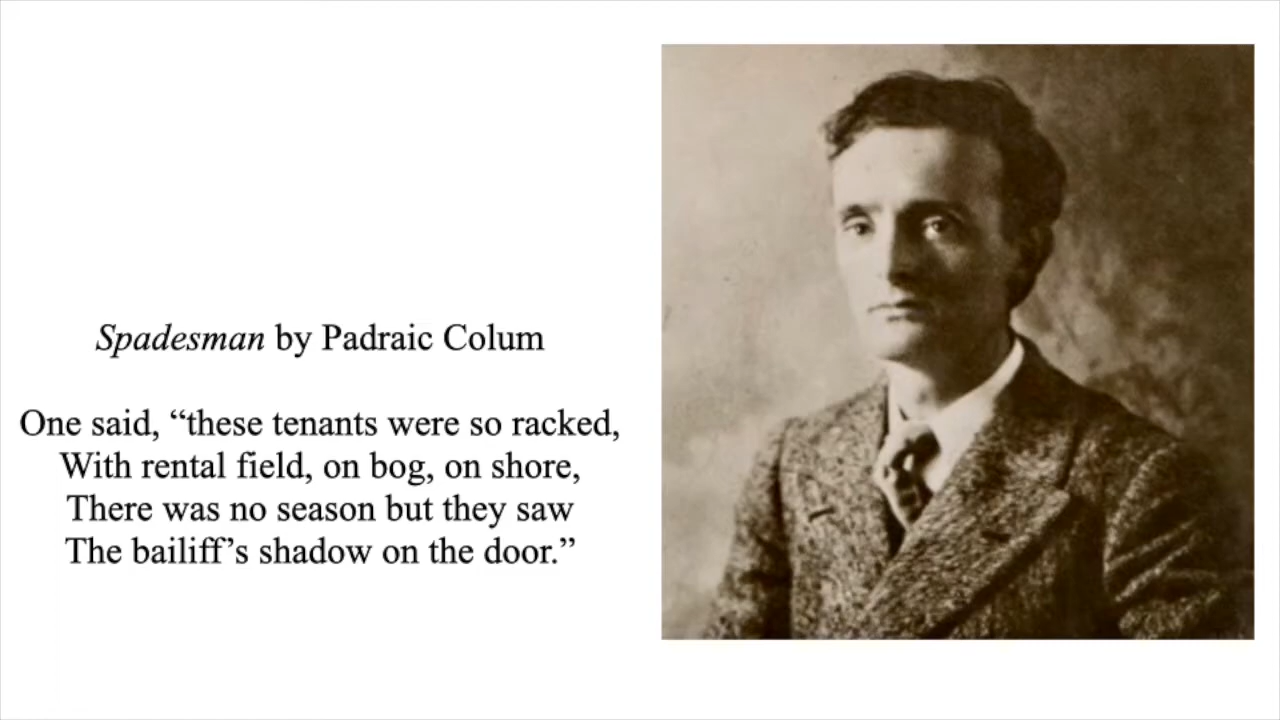 Spadesman by Padraic Colum
One said, “these tenants were so racked,
With rental field, on bog, on shore,
There was no season but they saw
The bailiff’s shadow on the door.”